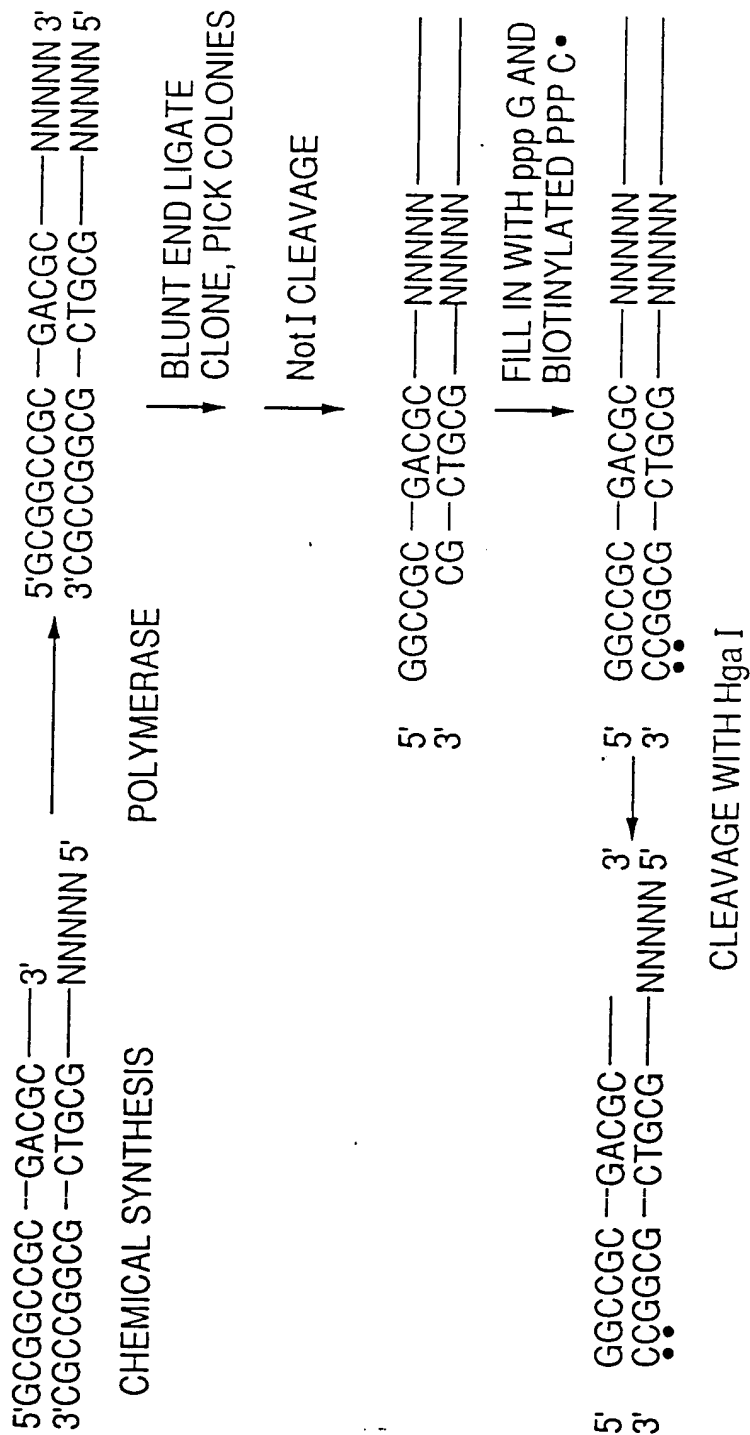 5'GCGGCCGC —GACGC——3'
3'CGCCGGCG —CTGCG——NNNNN 5'
CHEMICAL SYNTHESIS
POLYMERASE
5'GCGGCCGC —GACGC——NNNNN 3'
3'CGCCGGCG —CTGCG——NNNNN 5'
BLUNT END LIGATE
CLONE, PICK COLONIES
Not I CLEAVAGE
5' GGCCGC —GACGC——NNNNN——
3' CG —CTGCG——NNNNN——
FILL IN WITH ppp G AND
BIOTINYLATED PPP C•
5' GGCCGC —GACGC——NNNNN——
3' CCGGCG —CTGCG——NNNNN——
CLEAVAGE WITH Hga I
5' GGCCGC —GACGC—— 3'
3' CCGGCG —CTGCG——NNNNN 5'